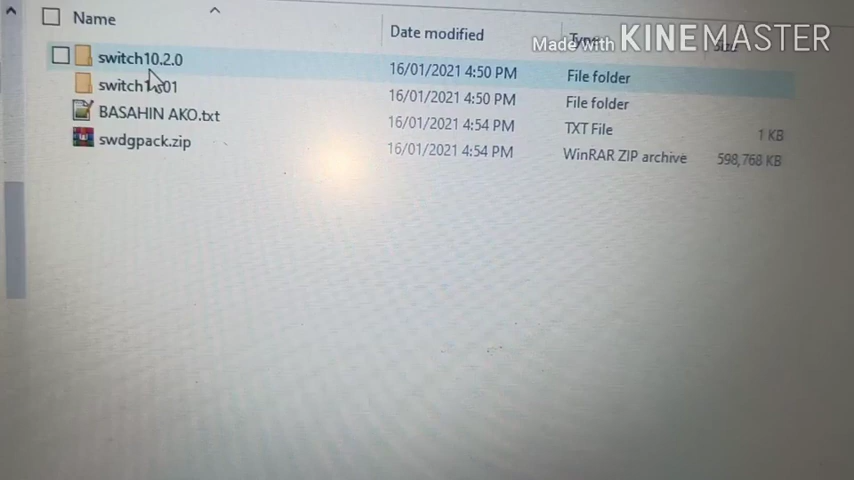 Name
Date modified
Made with KINEMASTER
switch10.2.0
16/01/2021 4:50 PM
File folder
16/01/2021 4:50 PM
File folder
BASAHIN AKO.txt
16/01/2021 4:54 PM
TXT File
1 KB
swdgpack.zip
16/01/2021 4:54 PM
WinRAR ZIP archive
598,768 KB